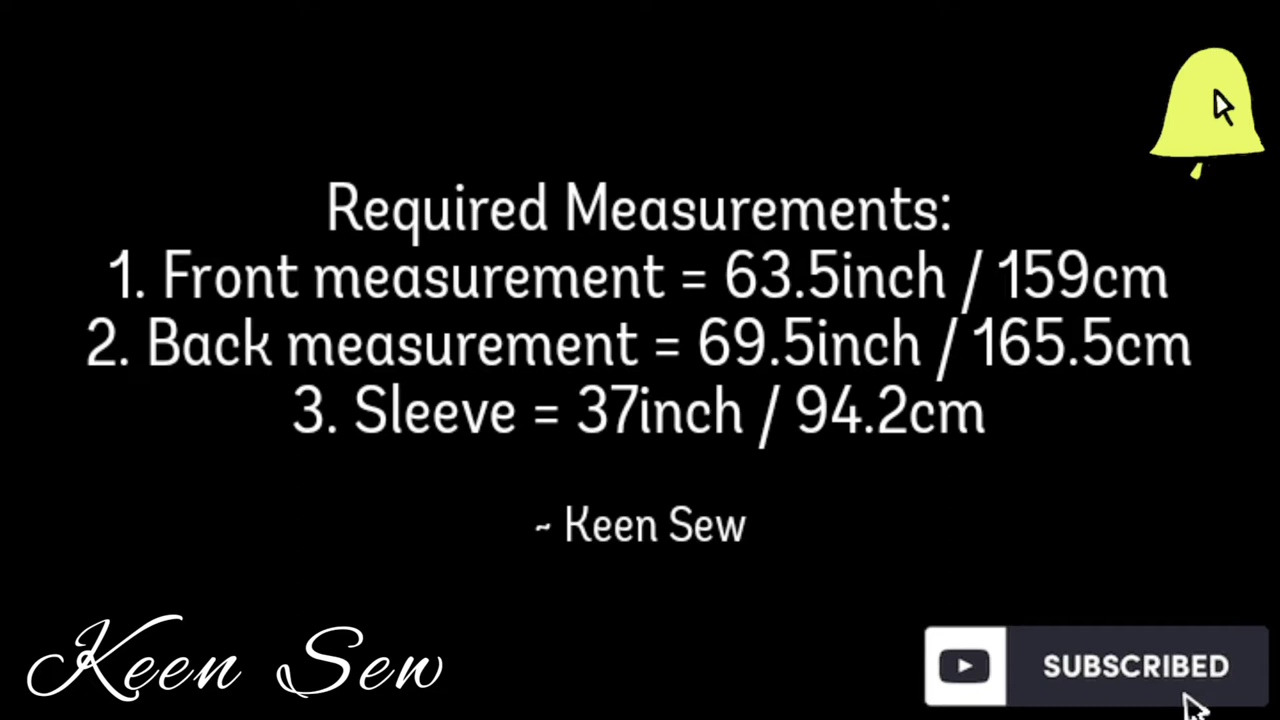 Required Measurements:
1. Front measurement = 63.5inch / 159cm
2. Back measurement = 69.5inch / 165.5cm
3. Sleeve = 37inch / 94.2cm
~ Keen Sew
Keen Sew
SUBSCRIBED